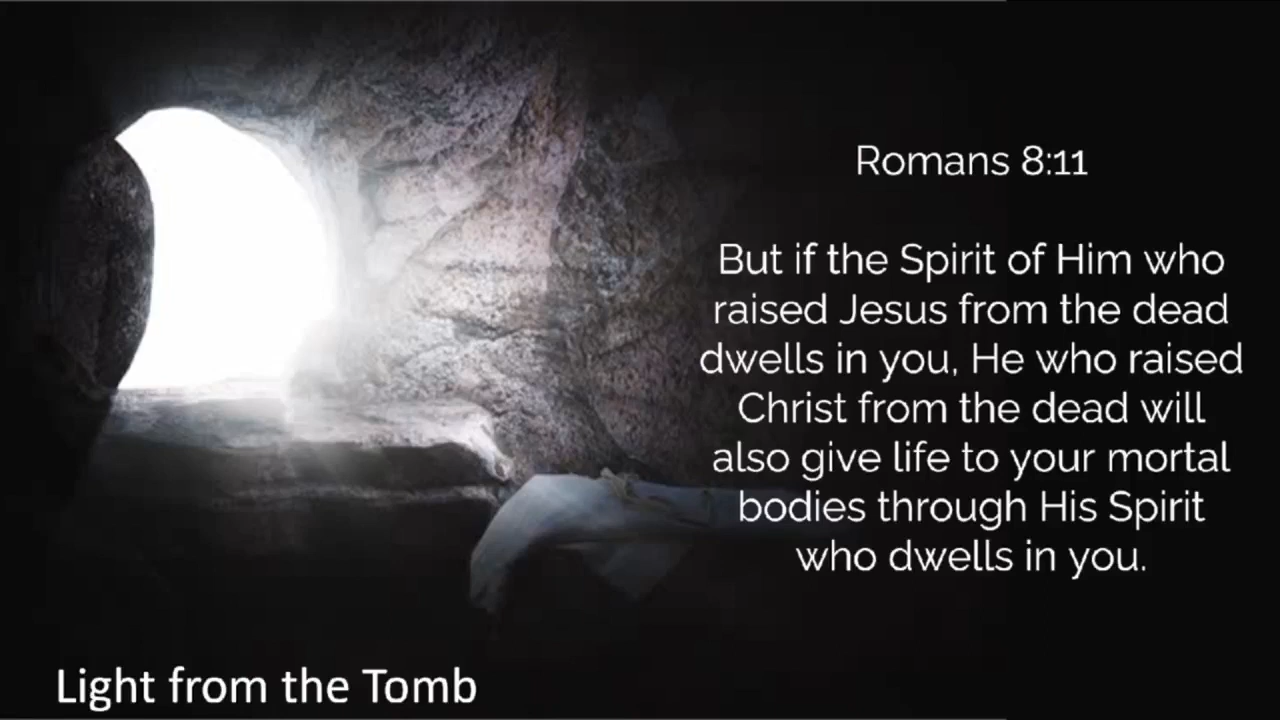 Romans 8:11
But if the Spirit of Him who
raised Jesus from the dead
dwells in you, He who raised
Christ from the dead will
also give life to your mortal
bodies through His Spirit
who dwells in you.
Light from the Tomb